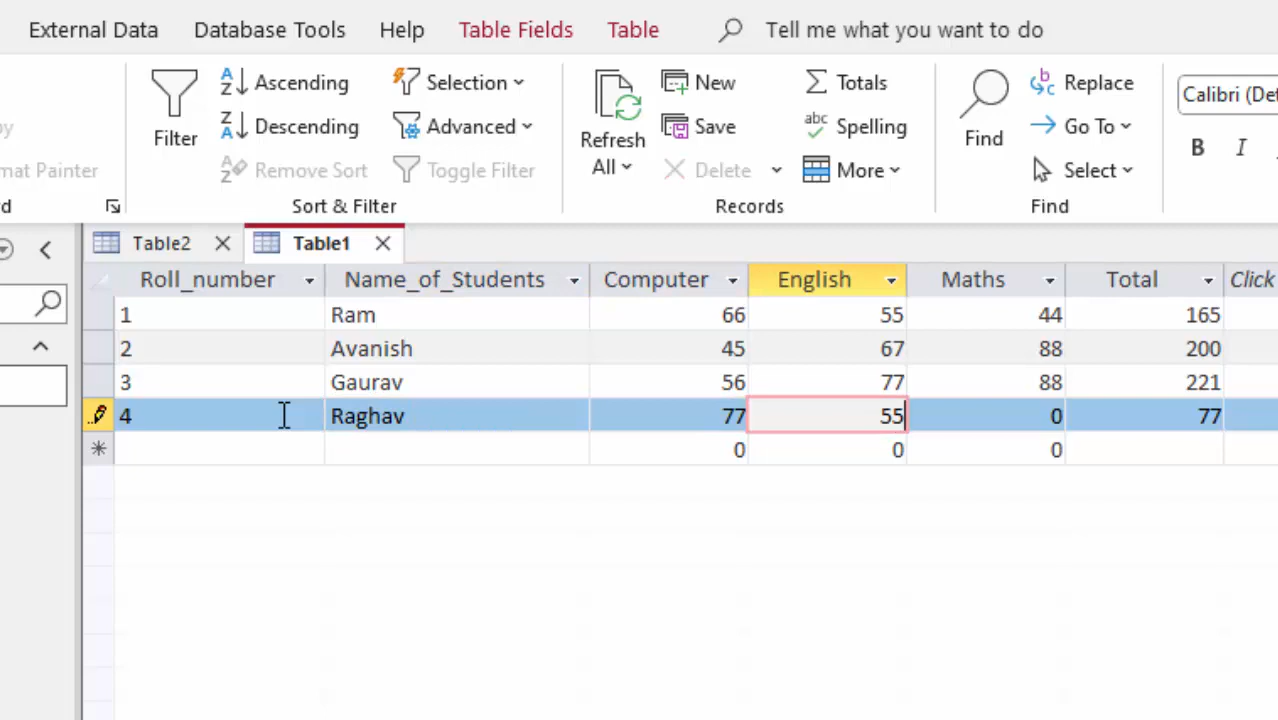 External Data Database Tools Help Table Fields Table Tell me what you want to do
Ascending Selection New Totals Replace Calibri (Det
Filter Descending Advanced Refresh All Save Spelling Find Go To B I
mat Painter Remove Sort Toggle Filter Delete More Select
Sort & Filter Records Find
Table2 Table1
Roll_number Name_of_Students Computer English Maths Total Click
1 Ram 66 55 44 165
2 Avanish 45 67 88 200
3 Gaurav 56 77 88 221
4 Raghav 77 55 0 77
0 0 0